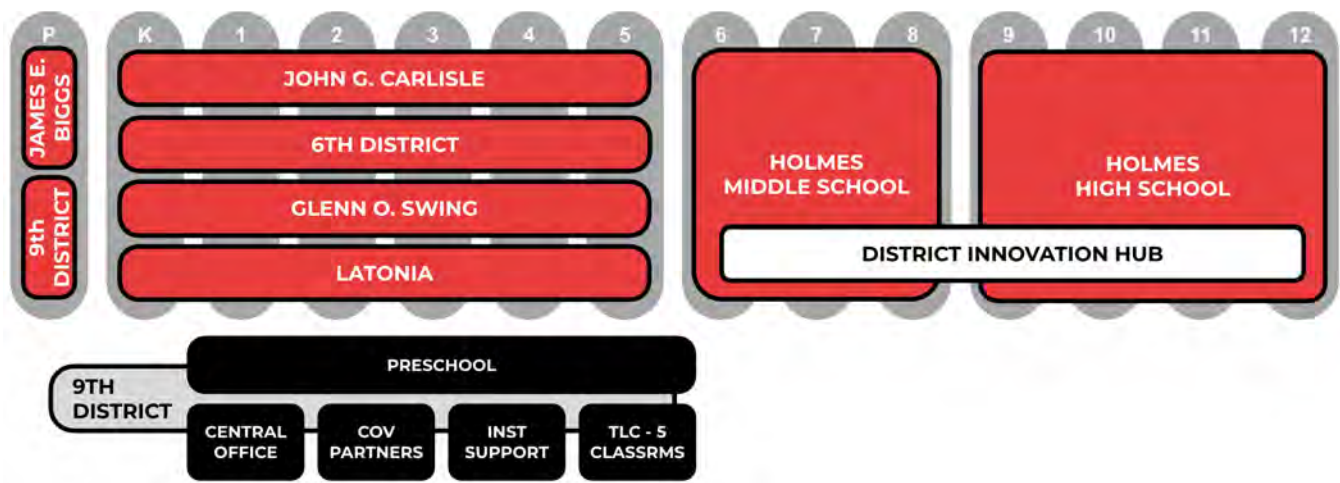 P K 1 2 3 4 5 6 7 8 9 10 11 12
JAMES E.
BIGGS
9th
DISTRICT
JOHN G. CARLISLE
6TH DISTRICT
GLENN O. SWING
LATONIA
HOLMES
MIDDLE SCHOOL
HOLMES
HIGH SCHOOL
DISTRICT INNOVATION HUB
9TH
DISTRICT
PRESCHOOL
CENTRAL
OFFICE
COV
PARTNERS
INST
SUPPORT
TLC - 5
CLASSRMS